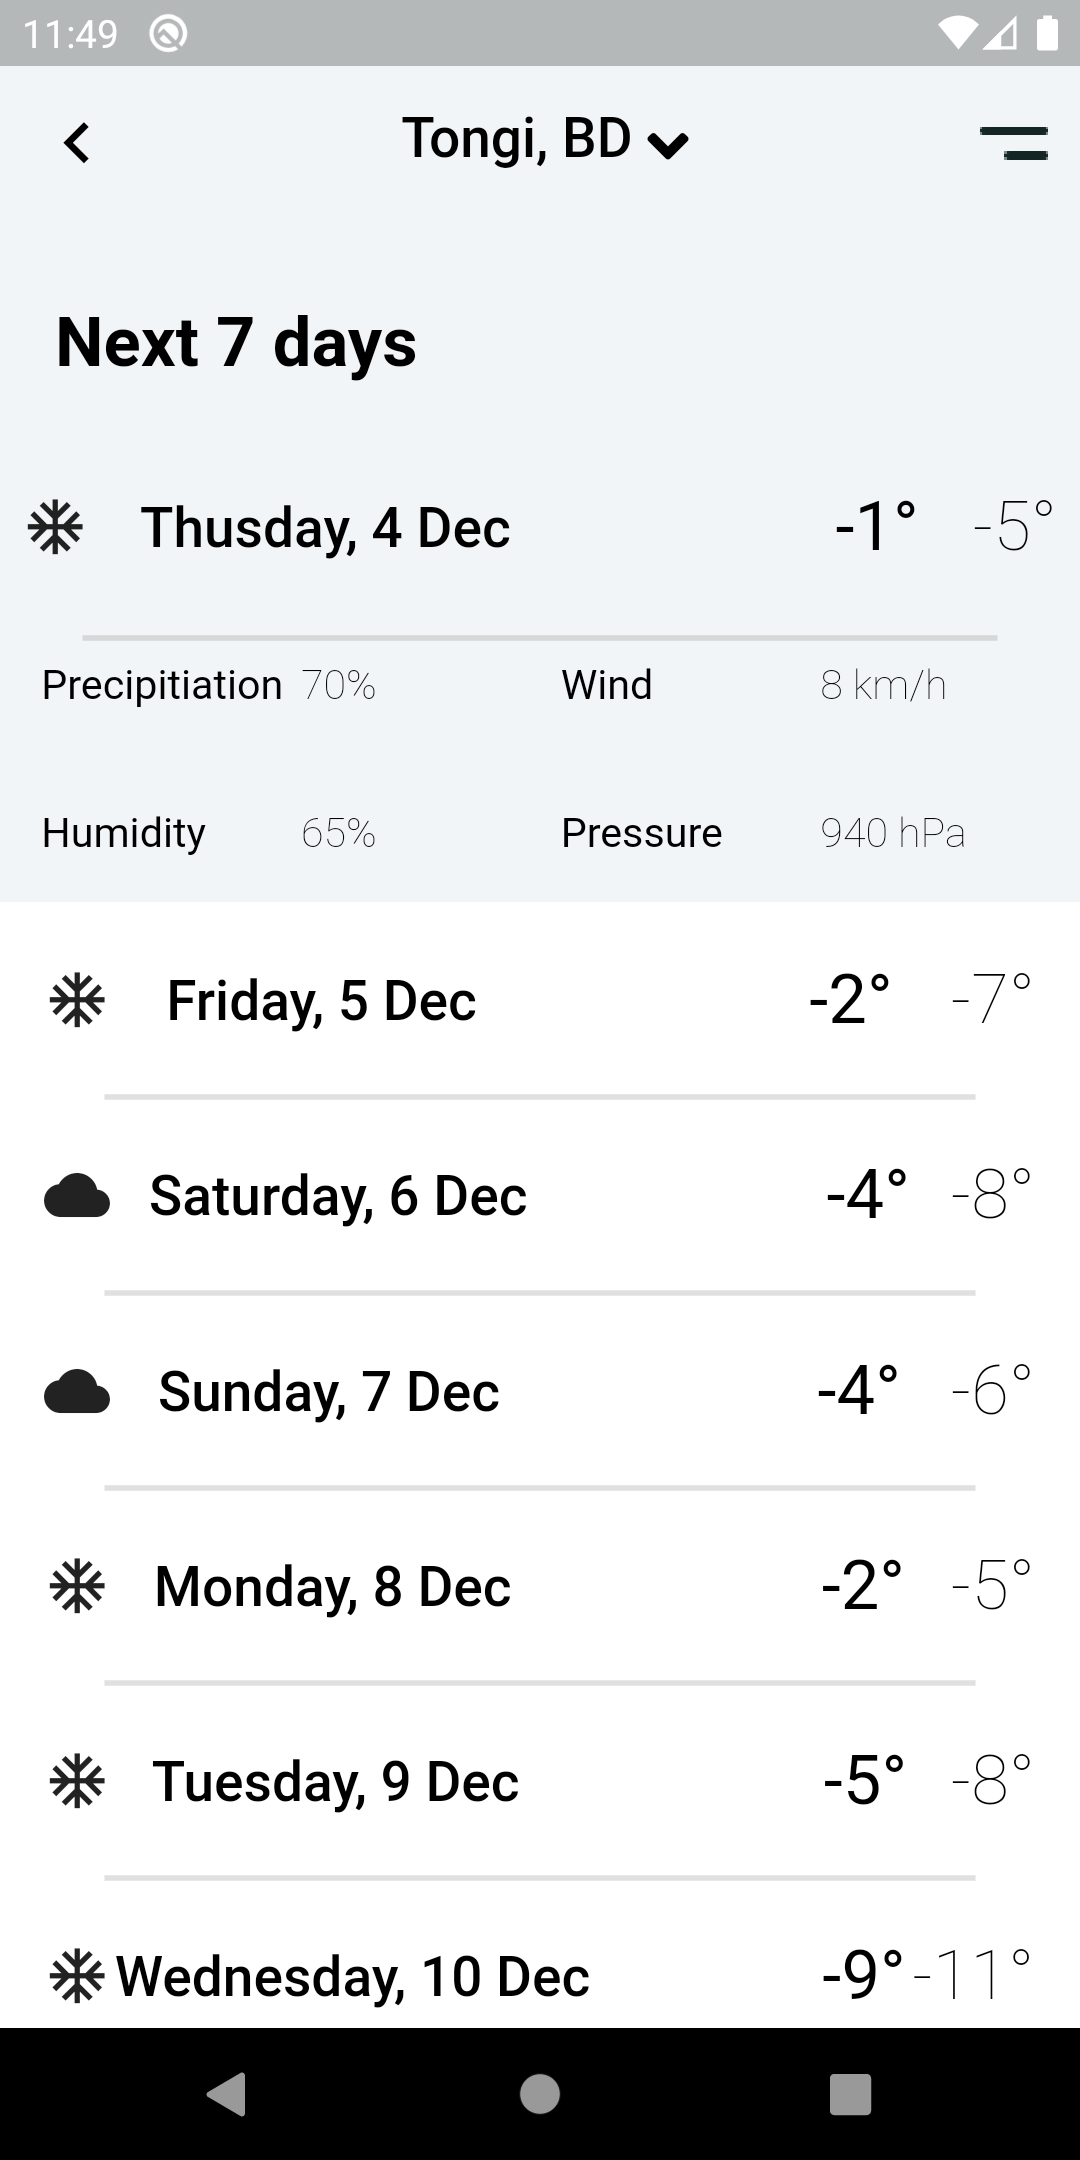 11:49
Tongi, BD
Next 7 days
Thusday, 4 Dec -1° -5°
Precipitiation 70% Wind 8 km/h
Humidity 65% Pressure 940 hPa
Friday, 5 Dec -2° -7°
Saturday, 6 Dec -4° -8°
Sunday, 7 Dec -4° -6°
Monday, 8 Dec -2° -5°
Tuesday, 9 Dec -5° -8°
Wednesday, 10 Dec -9° -11°